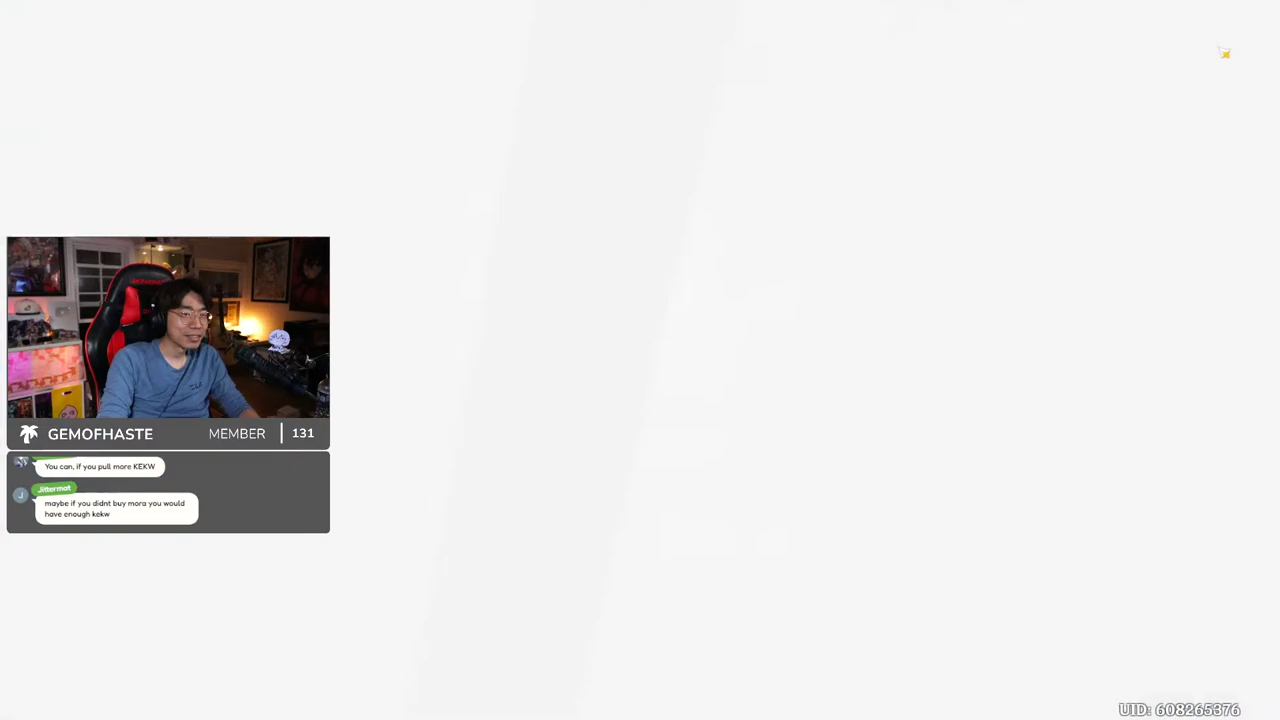 GEMOFHASTE MEMBER 131
You can, if you pull more KEKW
J Jittermat
maybe if you didnt buy mora you would
have enough kekw
UID: 608265376